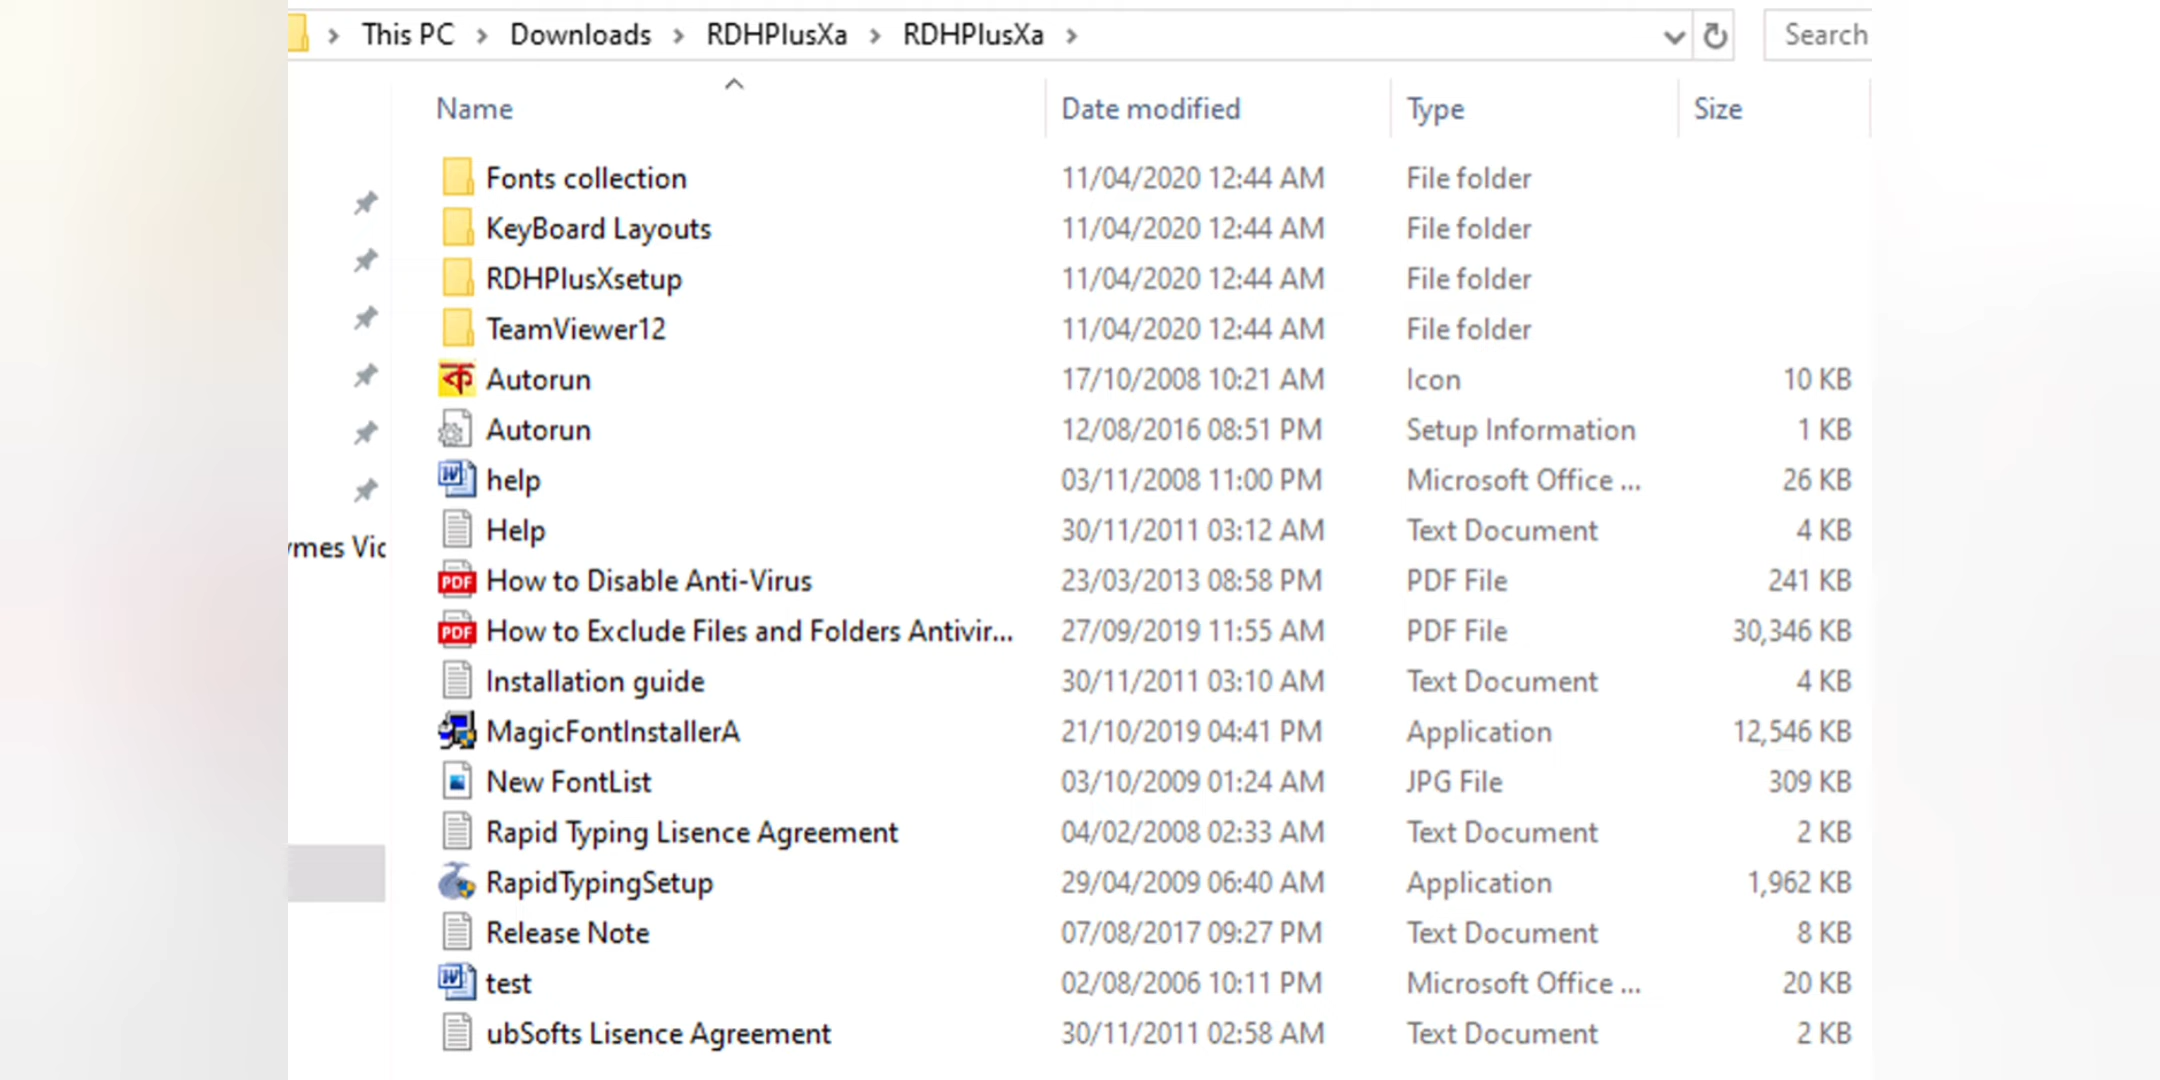 This PC > Downloads > RDHPlusXa > RDHPlusXa >
Search
Name Date modified Type Size
Fonts collection 11/04/2020 12:44 AM File folder
KeyBoard Layouts 11/04/2020 12:44 AM File folder
RDHPlusXsetup 11/04/2020 12:44 AM File folder
TeamViewer12 11/04/2020 12:44 AM File folder
Autorun 17/10/2008 10:21 AM Icon 10 KB
Autorun 12/08/2016 08:51 PM Setup Information 1 KB
help 03/11/2008 11:00 PM Microsoft Office ... 26 KB
Help 30/11/2011 03:12 AM Text Document 4 KB
ymes Vic
PDF How to Disable Anti-Virus 23/03/2013 08:58 PM PDF File 241 KB
PDF How to Exclude Files and Folders Antivir... 27/09/2019 11:55 AM PDF File 30,346 KB
Installation guide 30/11/2011 03:10 AM Text Document 4 KB
MagicFontInstallerA 21/10/2019 04:41 PM Application 12,546 KB
New FontList 03/10/2009 01:24 AM JPG File 309 KB
Rapid Typing Lisence Agreement 04/02/2008 02:33 AM Text Document 2 KB
RapidTypingSetup 29/04/2009 06:40 AM Application 1,962 KB
Release Note 07/08/2017 09:27 PM Text Document 8 KB
test 02/08/2006 10:11 PM Microsoft Office ... 20 KB
ubSofts Lisence Agreement 30/11/2011 02:58 AM Text Document 2 KB